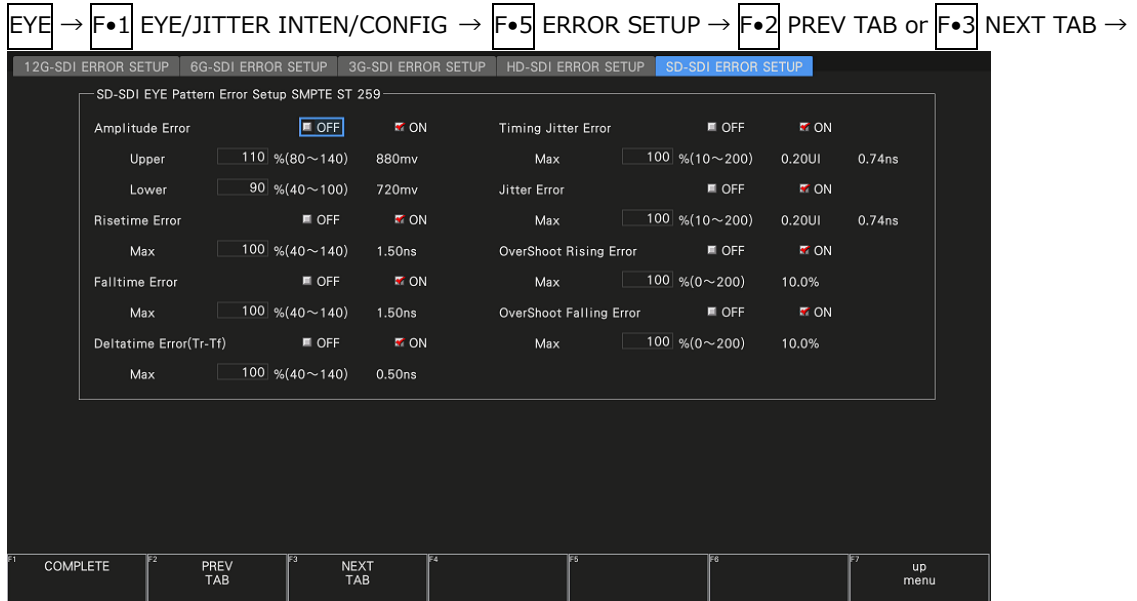 EYE → F•1 EYE/JITTER INTEN/CONFIG → F•5 ERROR SETUP → F•2 PREV TAB or F•3 NEXT TAB →
12G-SDI ERROR SETUP 6G-SDI ERROR SETUP 3G-SDI ERROR SETUP HD-SDI ERROR SETUP SD-SDI ERROR SETUP
SD-SDI EYE Pattern Error Setup SMPTE ST 259
Amplitude Error OFF ON
Upper 110 %(80～140) 880mv
Lower 90 %(40～100) 720mv
Risetime Error OFF ON
Max 100 %(40～140) 1.50ns
Falltime Error OFF ON
Max 100 %(40～140) 1.50ns
Deltatime Error(Tr-Tf) OFF ON
Max 100 %(40～140) 0.50ns
Timing Jitter Error OFF ON
Max 100 %(10～200) 0.20UI 0.74ns
Jitter Error OFF ON
Max 100 %(10～200) 0.20UI 0.74ns
OverShoot Rising Error OFF ON
Max 100 %(0～200) 10.0%
OverShoot Falling Error OFF ON
Max 100 %(0～200) 10.0%
F1 COMPLETE F2 PREV TAB F3 NEXT TAB F4 F5 F6 F7 up menu